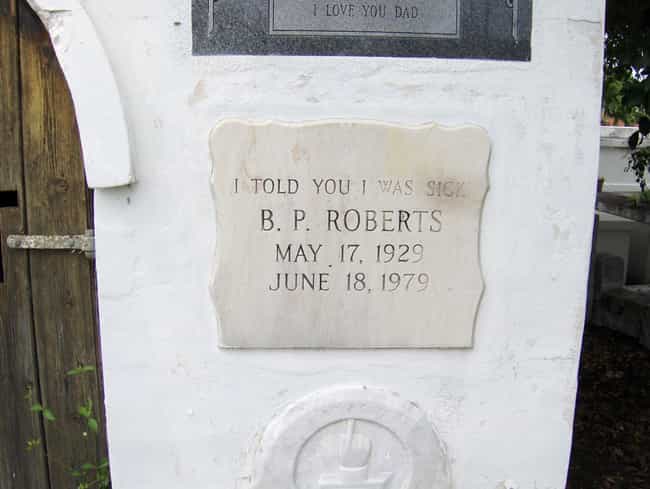 I LOVE YOU DAD
I TOLD YOU I WAS SICK
B. P. ROBERTS
MAY 17, 1929
JUNE 18, 1979